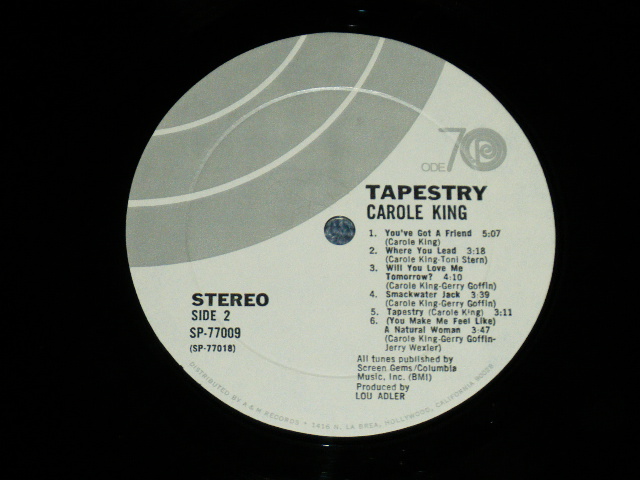 ODE 70
TAPESTRY
CAROLE KING
1. You've Got A Friend 5:07
(Carole King)
2. Where You Lead 3:18
(Carole King-Toni Stern)
3. Will You Love Me
Tomorrow? 4:10
(Carole King-Gerry Goffin)
4. Smackwater Jack 3:39
(Carole King-Gerry Goffin)
5. Tapestry (Carole King) 3:11
6. (You Make Me Feel Like)
A Natural Woman 3:47
(Carole King-Gerry Goffin-
Jerry Wexler)
All tunes published by
Screen Gems/Columbia
Music, Inc. (BMI)
Produced by
LOU ADLER
STEREO
SIDE 2
SP-77009
(SP-77018)
DISTRIBUTED BY A & M RECORDS • 1416 N. LA BREA, HOLLYWOOD, CALIFORNIA 90028